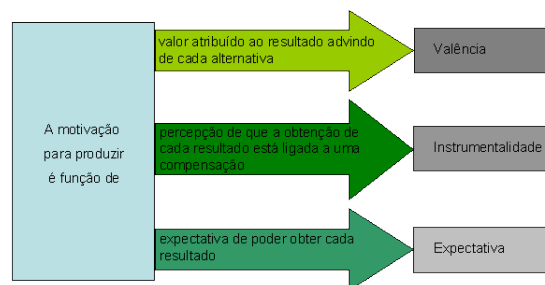 A motivação
para produzir
é função de
valor atribuído ao resultado advindo
de cada alternativa
Valência
percepção de que a obtenção de
cada resultado está ligada a uma
compensação
Instrumentalidade
expectativa de poder obter cada
resultado
Expectativa